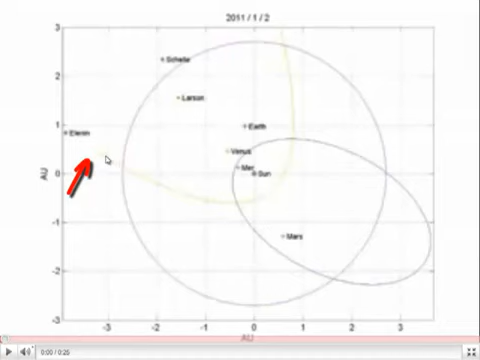 2011 / 1 / 2
3
Scheila
2
Larson
Earth
1
Elenin
Venus
Mer
AU
0
Sun
-1
Mars
-2
-3
-3 -2 -1 0 1 2 3
AU
0:00 / 0:25